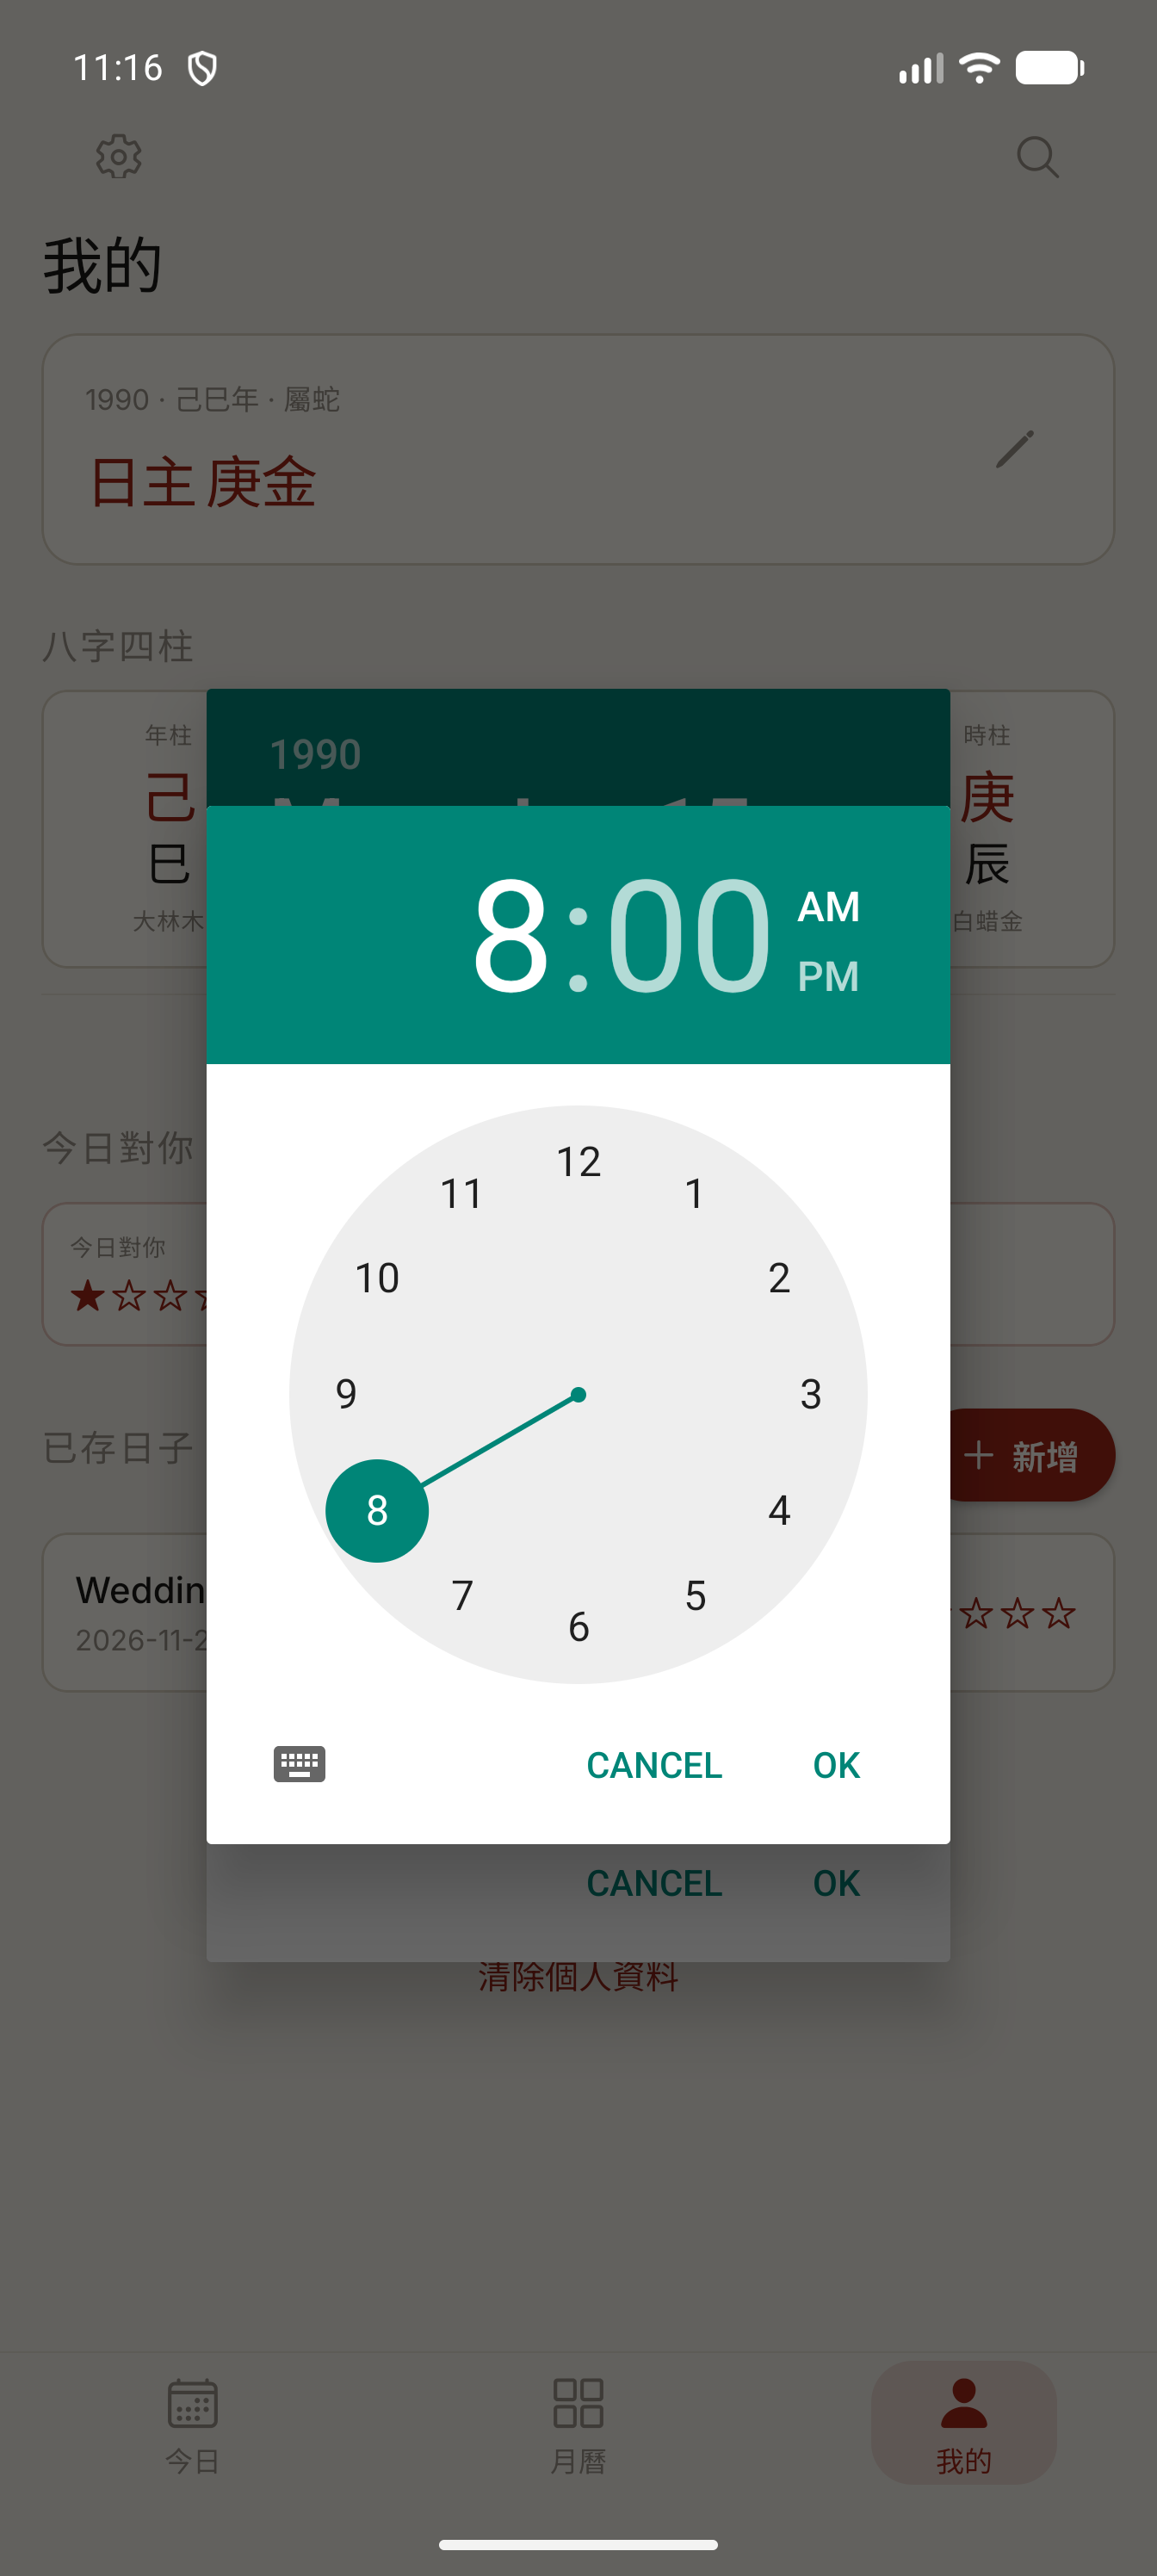 11:16
我的
1990 · 己巳年 · 屬蛇
日主 庚金
八字四柱
年柱
己
巳
大林木
時柱
庚
辰
白蜡金
1990
8:00
AM
PM
12
1
2
3
4
5
6
7
8
9
10
11
CANCEL
OK
CANCEL
OK
今日對你
今日對你
★☆☆
已存日子
新增
2026-11-2
☆☆☆
清除個人資料
今日
月曆
我的